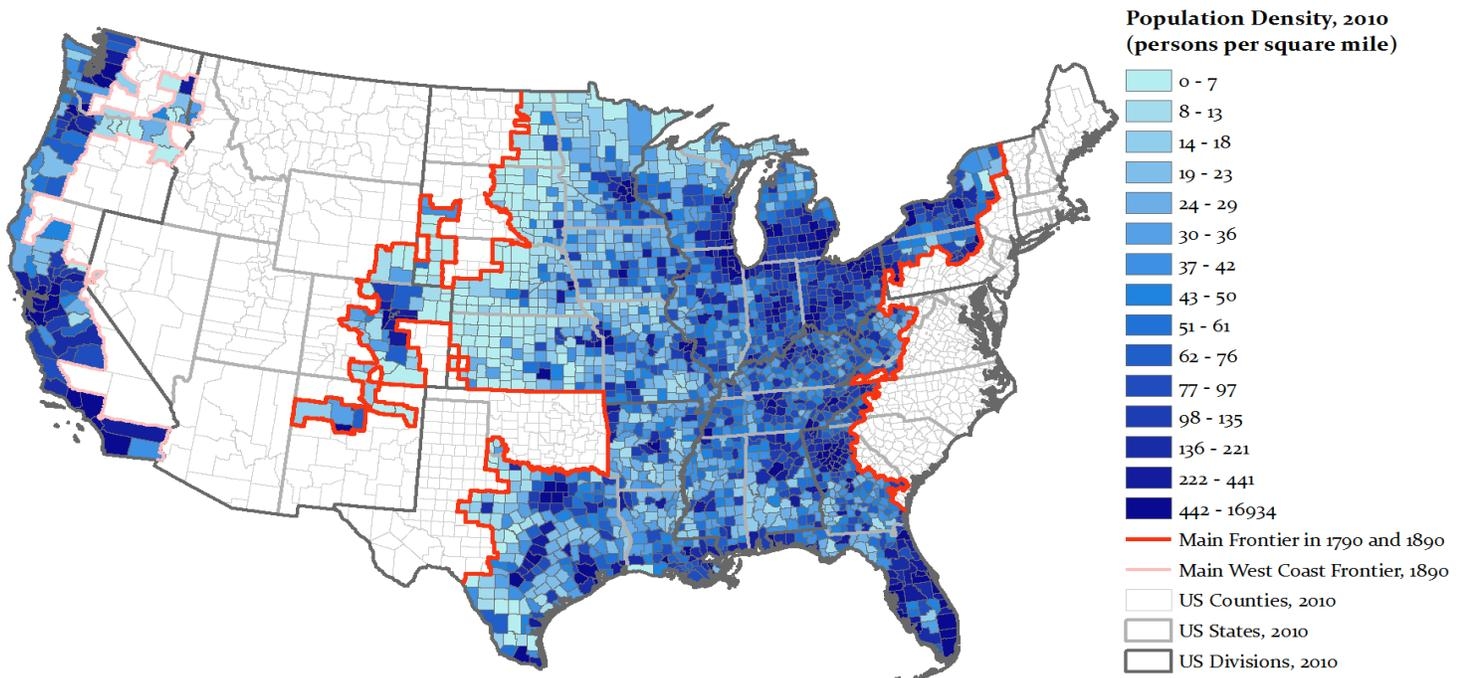 Population Density, 2010
(persons per square mile)
0 - 7
8 - 13
14 - 18
19 - 23
24 - 29
30 - 36
37 - 42
43 - 50
51 - 61
62 - 76
77 - 97
98 - 135
136 - 221
222 - 441
442 - 16934
Main Frontier in 1790 and 1890
Main West Coast Frontier, 1890
US Counties, 2010
US States, 2010
US Divisions, 2010